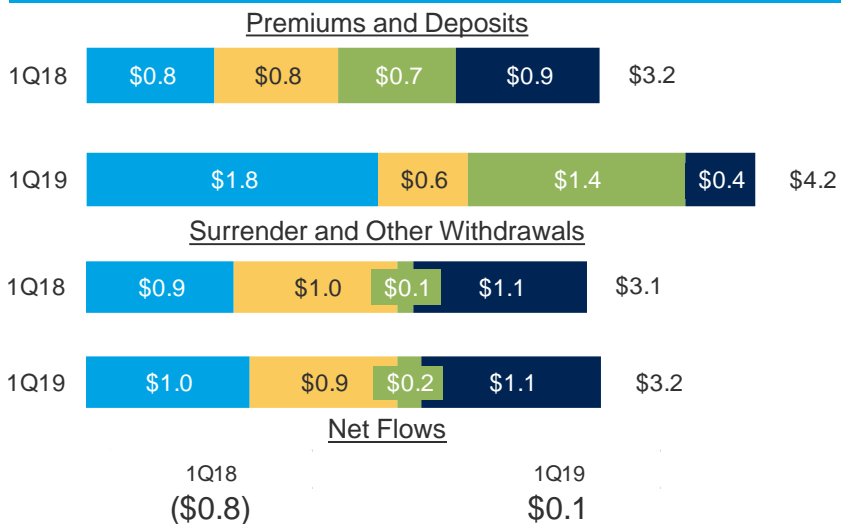 Premiums and Deposits
1Q18 $0.8 $0.8 $0.7 $0.9 $3.2
1Q19 $1.8 $0.6 $1.4 $0.4 $4.2
Surrender and Other Withdrawals
1Q18 $0.9 $1.0 $0.1 $1.1 $3.1
1Q19 $1.0 $0.9 $0.2 $1.1 $3.2
Net Flows
1Q18 1Q19
($0.8) $0.1